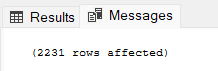 Results Messages
(2231 rows affected)